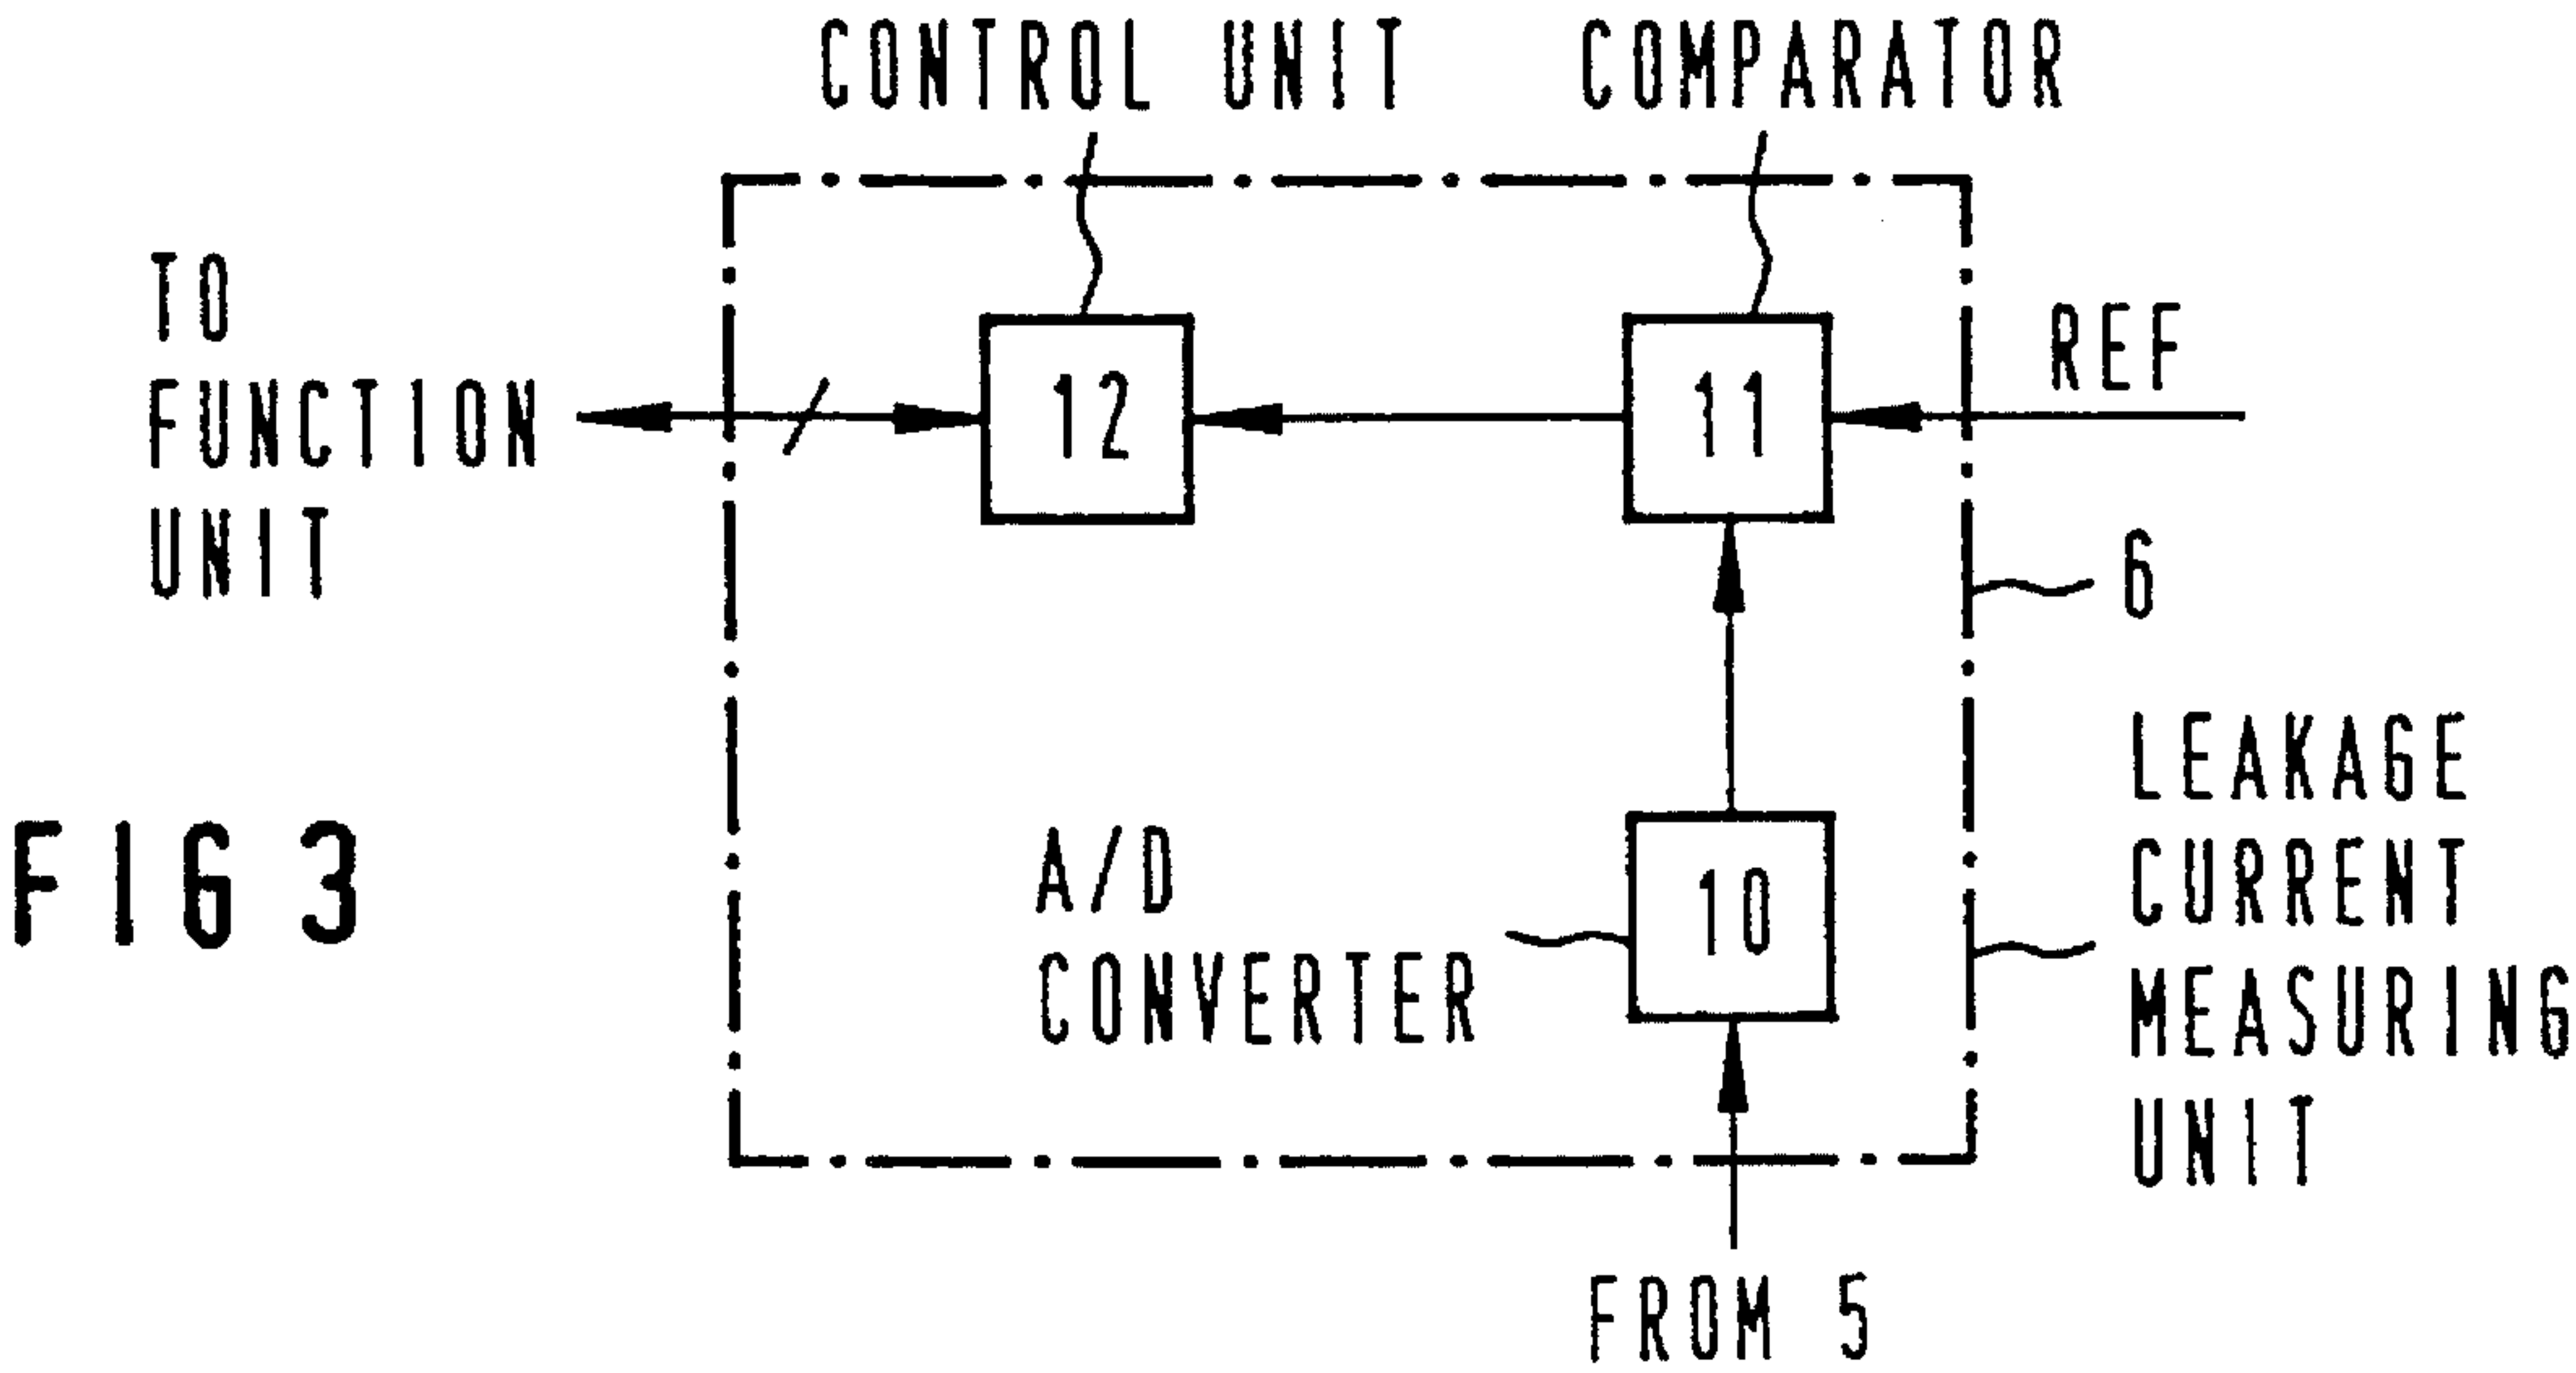 CONTROL UNIT
COMPARATOR
TO
FUNCTION
UNIT
12
11
REF
6
LEAKAGE
CURRENT
MEASURING
UNIT
A/D
CONVERTER
10
FIG 3
FROM 5